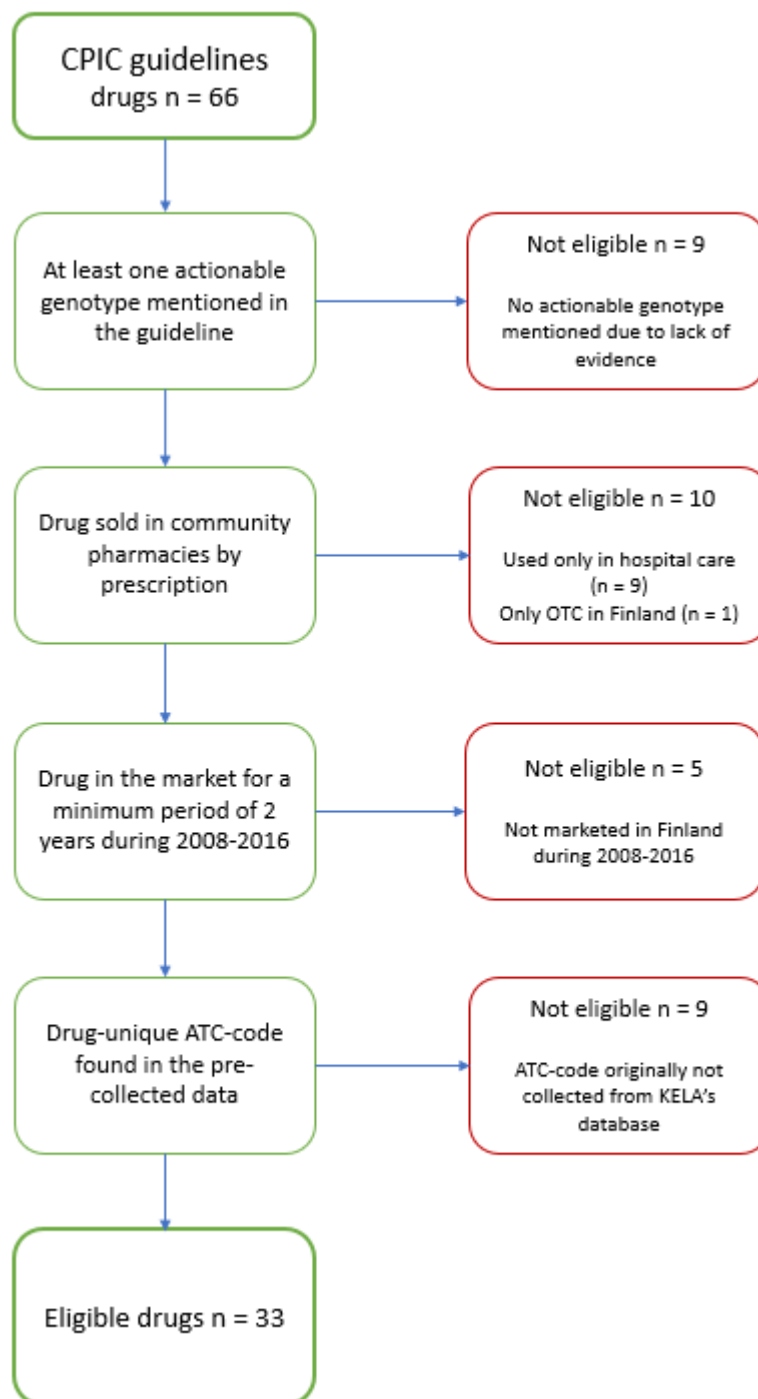 CPIC guidelines
drugs n = 66
At least one actionable
genotype mentioned in
the guideline
Not eligible n = 9
No actionable genotype
mentioned due to lack of
evidence
Drug sold in community
pharmacies by
prescription
Not eligible n = 10
Used only in hospital care
(n = 9)
Only OTC in Finland (n = 1)
Drug in the market for a
minimum period of 2
years during 2008-2016
Not eligible n = 5
Not marketed in Finland
during 2008-2016
Drug-unique ATC-code
found in the pre-
collected data
Not eligible n = 9
ATC-code originally not
collected from KELA’s
database
Eligible drugs n = 33